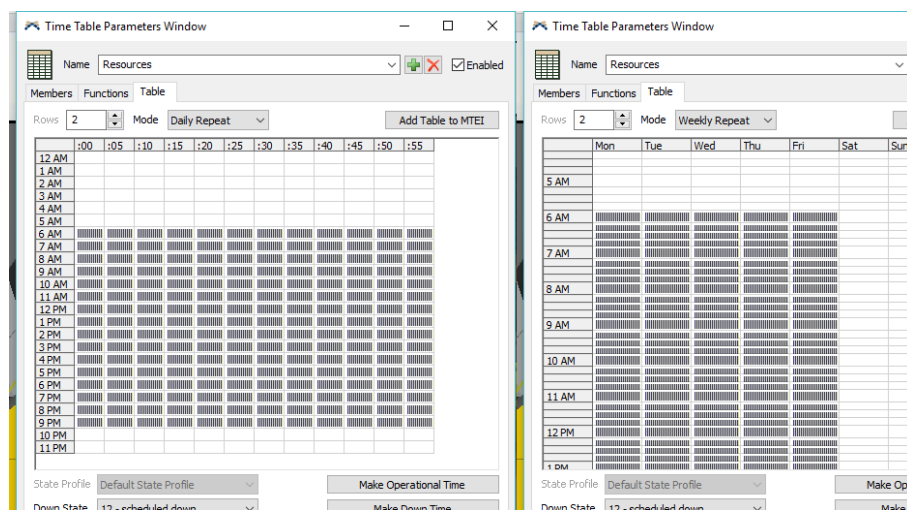 Time Table Parameters Window
Name Resources Enabled
Members Functions Table
Rows 2 Mode Daily Repeat Add Table to MTEI
:00 :05 :10 :15 :20 :25 :30 :35 :40 :45 :50 :55
12 AM
1 AM
2 AM
3 AM
4 AM
5 AM
6 AM
7 AM
8 AM
9 AM
10 AM
11 AM
12 PM
1 PM
2 PM
3 PM
4 PM
5 PM
6 PM
7 PM
8 PM
9 PM
10 PM
11 PM
State Profile Default State Profile Make Operational Time
Down State 12 - scheduled down Make Down Time
Time Table Parameters Window
Name Resources
Members Functions Table
Rows 2 Mode Weekly Repeat
Mon Tue Wed Thu Fri Sat Sun
5 AM
6 AM
7 AM
8 AM
9 AM
10 AM
11 AM
12 PM
1 PM
State Profile Default State Profile Make Op
Down State 12 - scheduled down Make